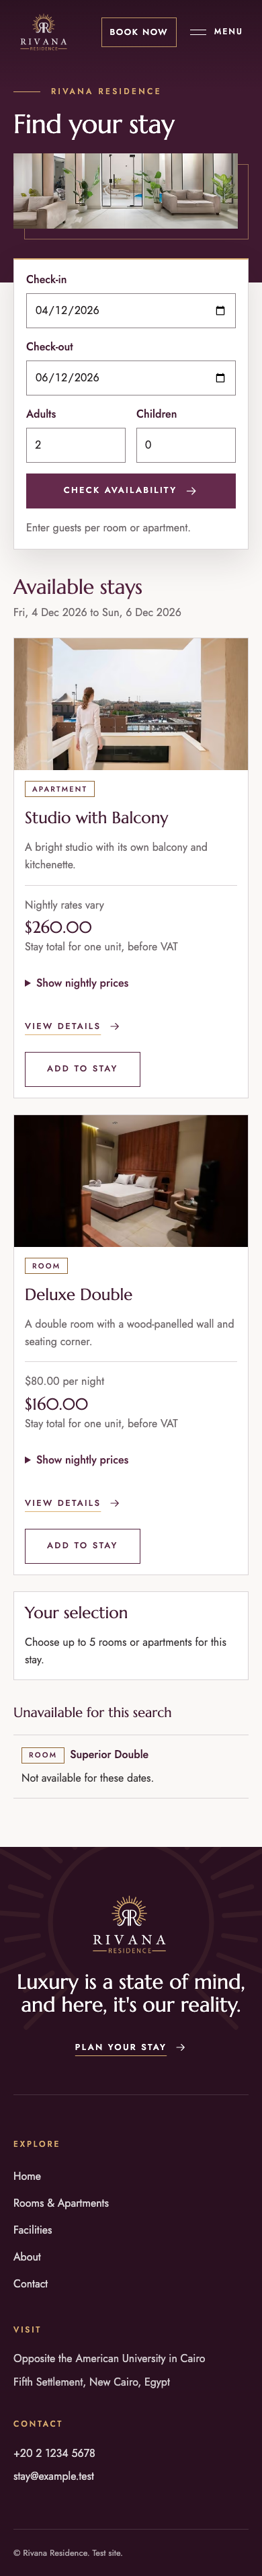 RIVANA
RESIDENCE
BOOK NOW
MENU
RIVANA RESIDENCE
Find your stay
Check-in
04/12/2026
Check-out
06/12/2026
Adults
Children
2
0
CHECK AVAILABILITY
Enter guests per room or apartment.
Available stays
Fri, 4 Dec 2026 to Sun, 6 Dec 2026
APARTMENT
Studio with Balcony
A bright studio with its own balcony and
kitchenette.
Nightly rates vary
$260.00
Stay total for one unit, before VAT
Show nightly prices
VIEW DETAILS
ADD TO STAY
ROOM
Deluxe Double
A double room with a wood-panelled wall and
seating corner.
$80.00 per night
$160.00
Stay total for one unit, before VAT
Show nightly prices
VIEW DETAILS
ADD TO STAY
Your selection
Choose up to 5 rooms or apartments for this
stay.
Unavailable for this search
ROOM
Superior Double
Not available for these dates.
RIVANA
RESIDENCE
Luxury is a state of mind,
and here, it's our reality.
PLAN YOUR STAY
EXPLORE
Home
Rooms & Apartments
Facilities
About
Contact
VISIT
Opposite the American University in Cairo
Fifth Settlement, New Cairo, Egypt
CONTACT
+20 2 1234 5678
stay@example.test
© Rivana Residence. Test site.